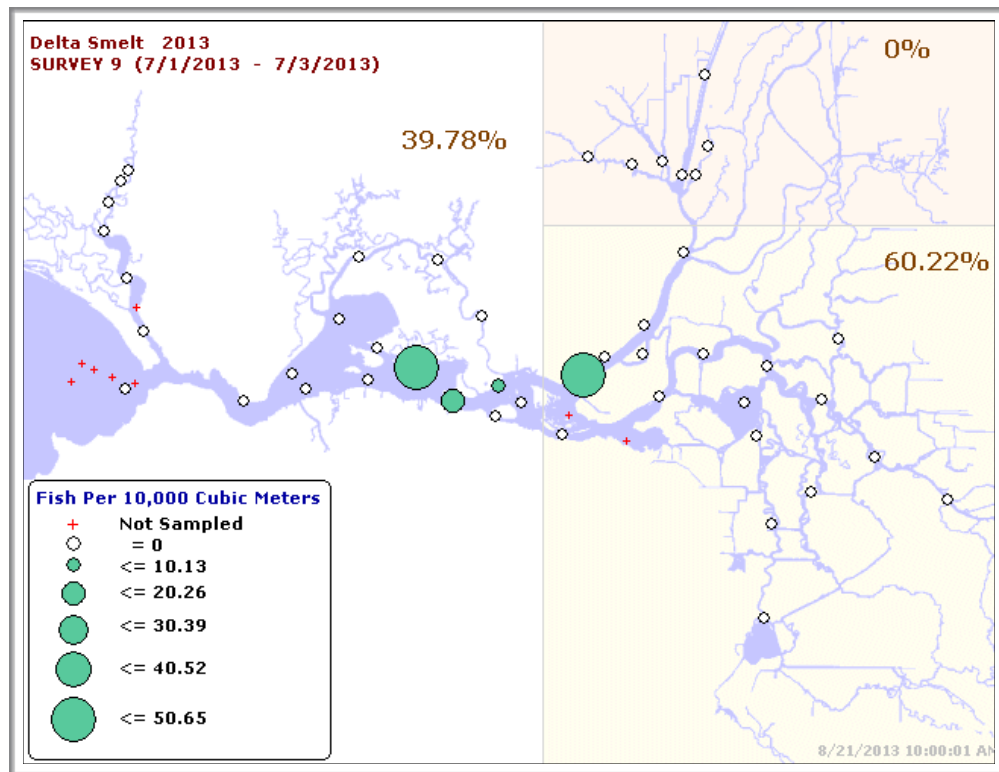 Delta Smelt 2013
SURVEY 9 (7/1/2013 - 7/3/2013)
0%
39.78%
60.22%
Fish Per 10,000 Cubic Meters
Not Sampled
= 0
<= 10.13
<= 20.26
<= 30.39
<= 40.52
<= 50.65
8/21/2013 10:00:01 AM